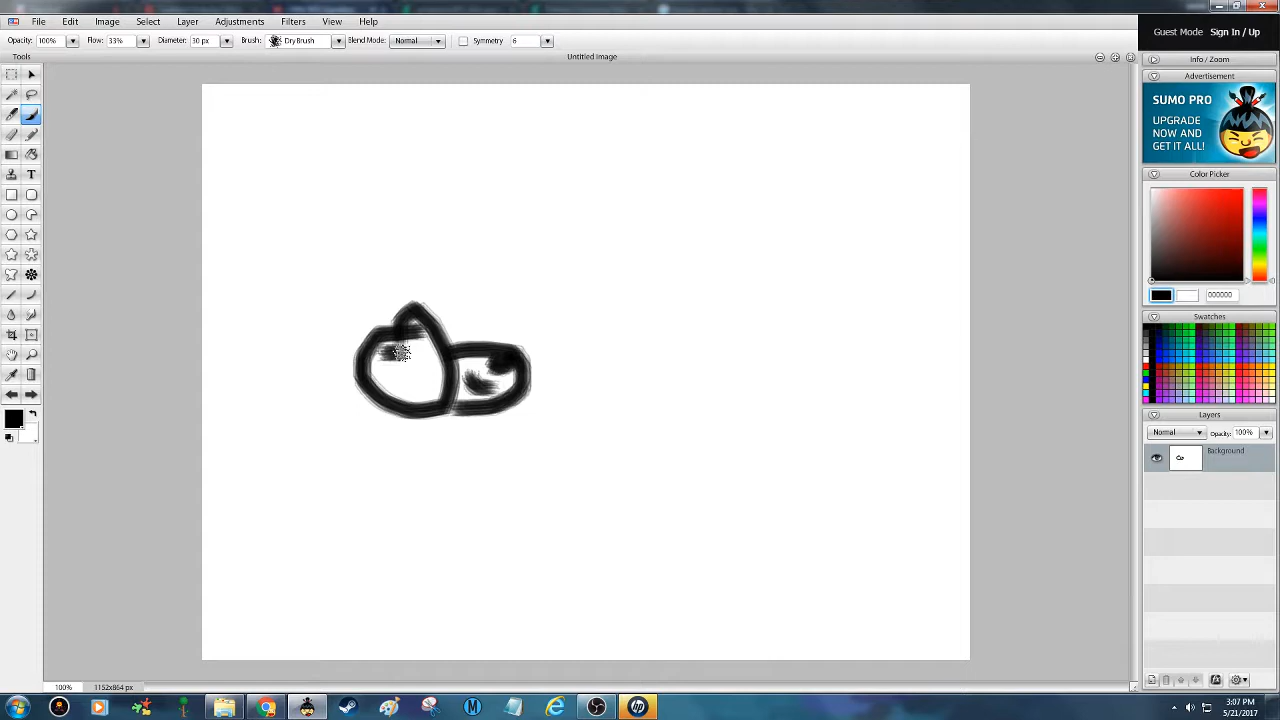 File Edit Image Select Layer Adjustments Filters View Help
Guest Mode Sign In / Up
Opacity: 100% Flow: 33% Diameter: 30 px Brush: Dry Brush Blend Mode: Normal Symmetry 6
Tools
Untitled Image
Info / Zoom
Advertisement
SUMO PRO
UPGRADE
NOW AND
GET IT ALL!
Color Picker
000000
Swatches
Layers
Normal Opacity: 100%
Background
100% 1152x864 px
3:07 PM
5/21/2017